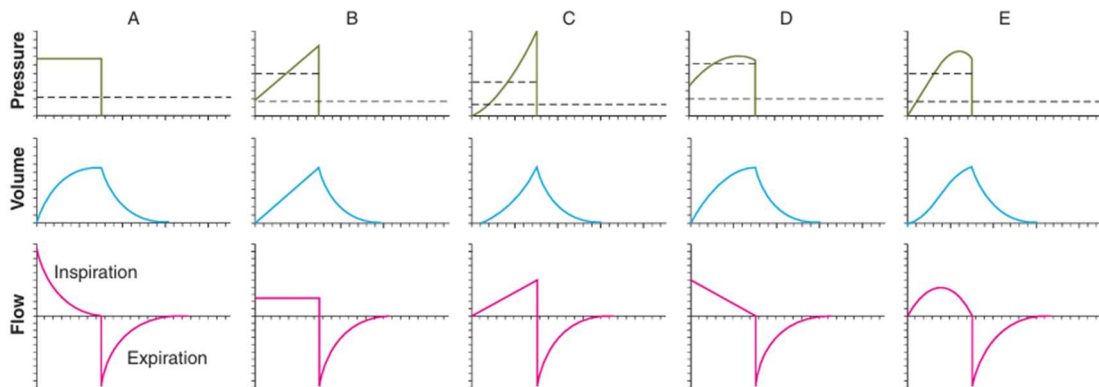 A B C D E
Pressure
Volume
Flow
Inspiration
Expiration